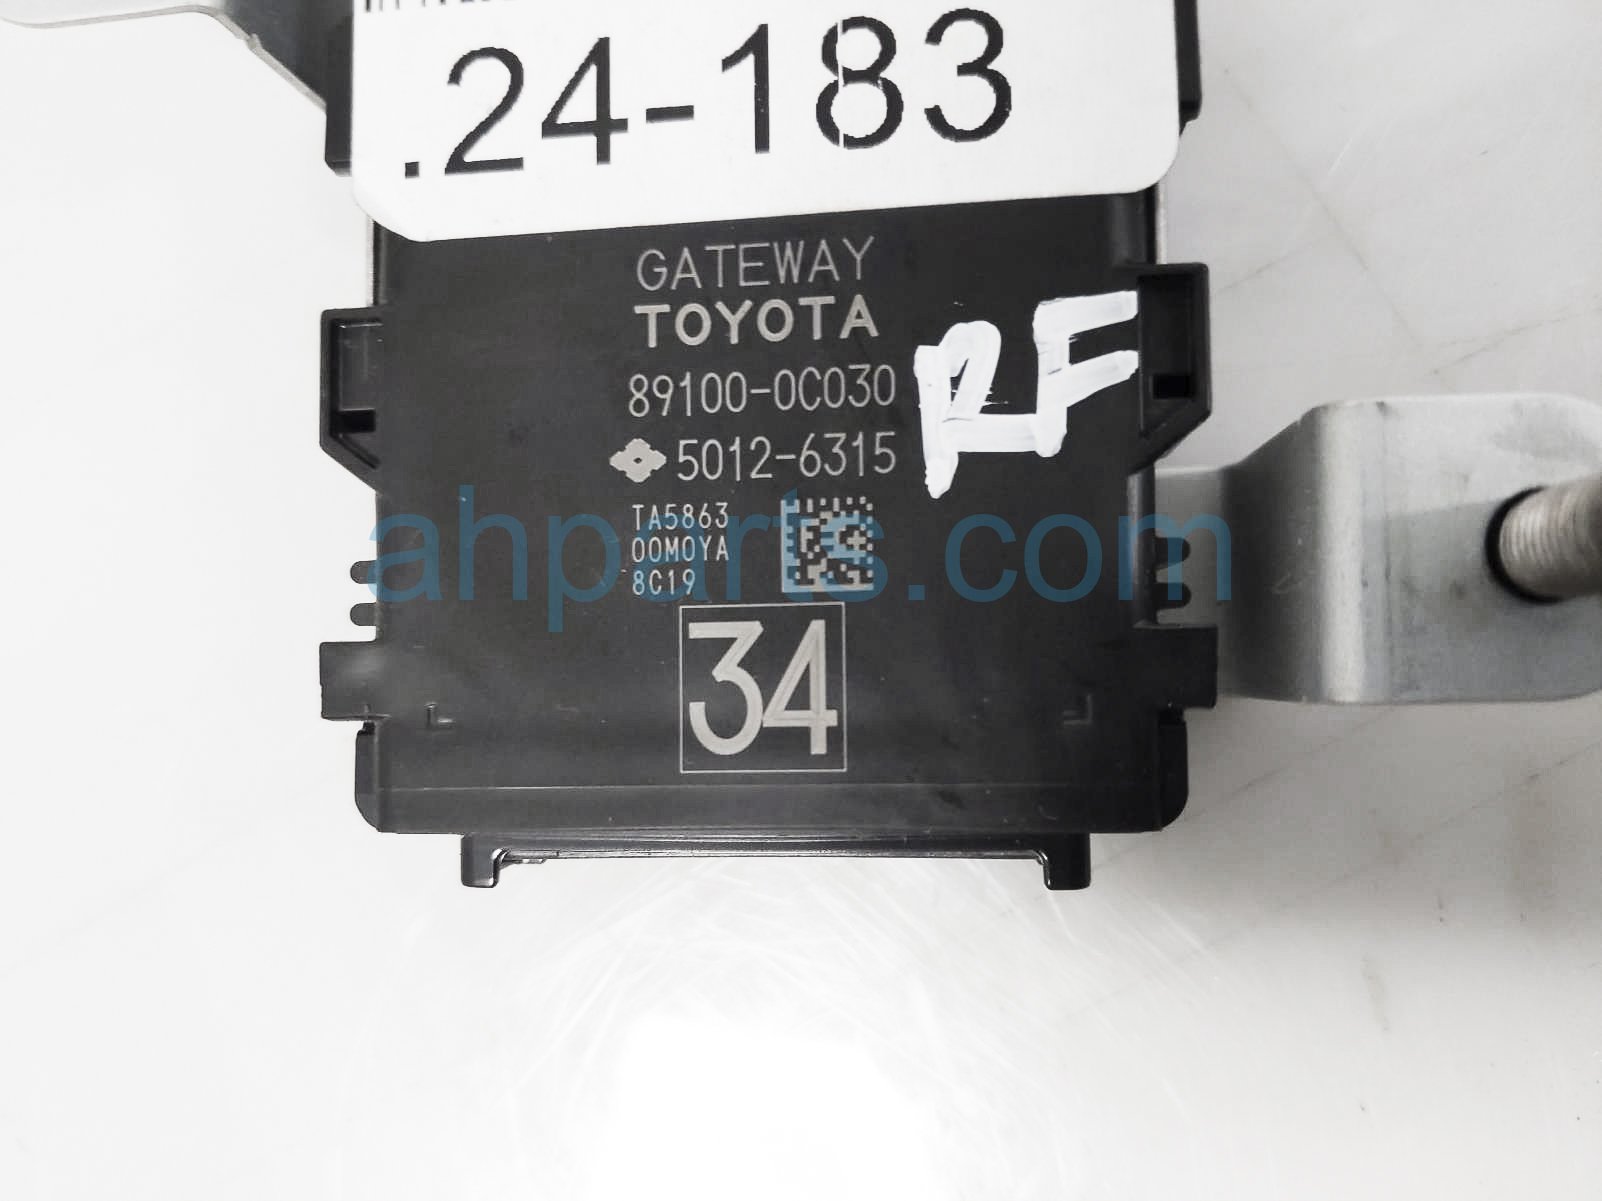 .24-183
GATEWAY
TOYOTA
89100-0C030
5012-6315
RF
TA5863
00M0YA
8C19
34
ahparts.com